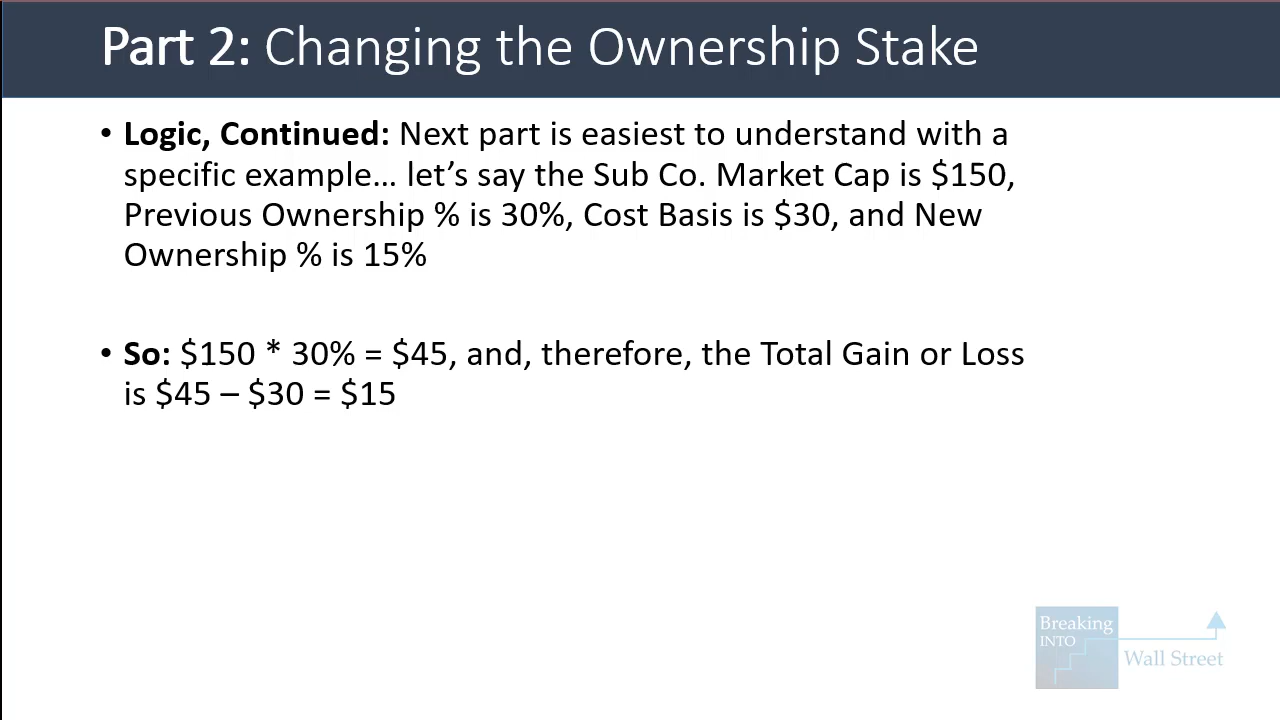 Part 2: Changing the Ownership Stake
• Logic, Continued: Next part is easiest to understand with a
specific example… let’s say the Sub Co. Market Cap is $150,
Previous Ownership % is 30%, Cost Basis is $30, and New
Ownership % is 15%
• So: $150 * 30% = $45, and, therefore, the Total Gain or Loss
is $45 – $30 = $15
Breaking
INTO
Wall Street